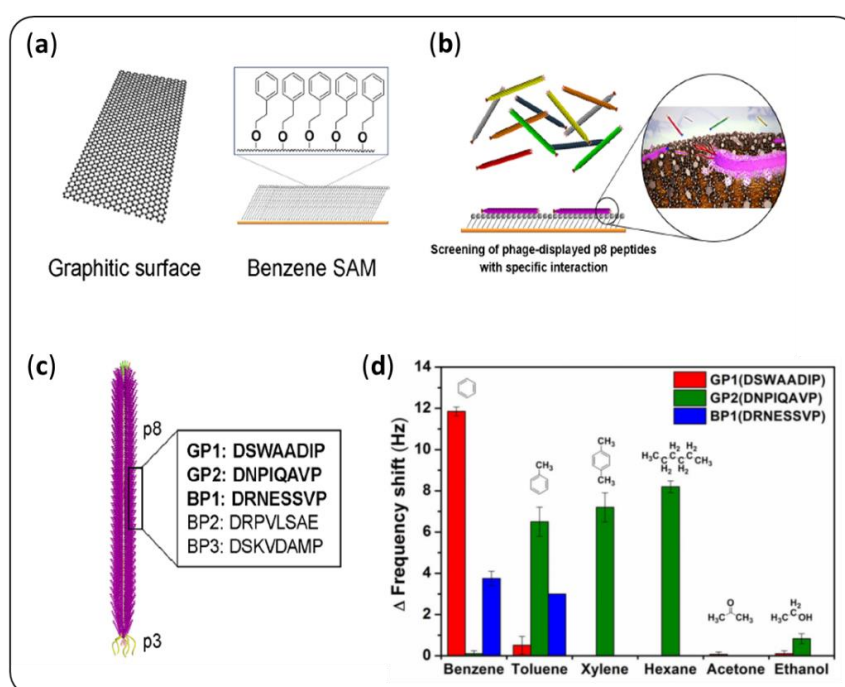 (a)
O O O O O
Graphitic surface
Benzene SAM
(b)
Screening of phage-displayed p8 peptides
with specific interaction
(c)
p8
GP1: DSWAADIP
GP2: DNPIQAVP
BP1: DRNESSVP
BP2: DRPVLSAE
BP3: DSKVDAMP
p3
(d)
Δ Frequency shift (Hz)
14
12
10
8
6
4
2
0
GP1(DSWAADIP)
GP2(DNPIQAVP)
BP1(DRNESSVP)
CH₃
CH₃
CH₃
H₂ H₂
H₃C C C CH₃
C C
H₂ H₂
O
H₃C CH₃
H₂
C
H₃C OH
Benzene Toluene Xylene Hexane Acetone Ethanol